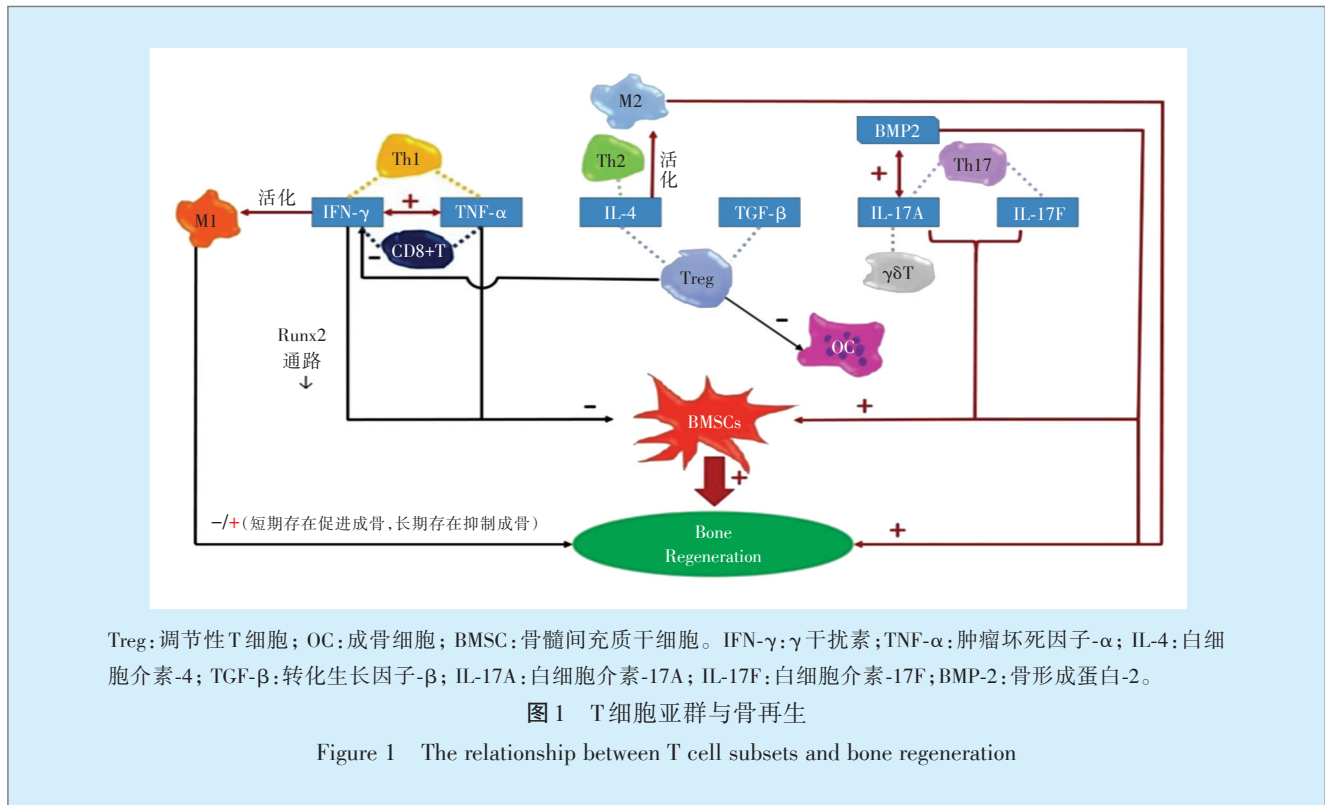 M2
BMP2
Th1
Th2
活化
+
Th17
活化
IFN-γ
+
TNF-α
IL-4
TGF-β
IL-17A
IL-17F
M1
−
CD8+T
Treg
γδT
−
OC
Runx2
通路
↓
−
BMSCs
+
+
−/+(短期存在促进成骨,长期存在抑制成骨)
Bone
Regeneration
+
Treg:调节性T细胞; OC:成骨细胞; BMSC:骨髓间充质干细胞。IFN-γ:γ干扰素;TNF-α:肿瘤坏死因子-α; IL-4:白细
胞介素-4; TGF-β:转化生长因子-β; IL-17A:白细胞介素-17A; IL-17F:白细胞介素-17F;BMP-2:骨形成蛋白-2。
图1 T细胞亚群与骨再生
Figure 1 The relationship between T cell subsets and bone regeneration